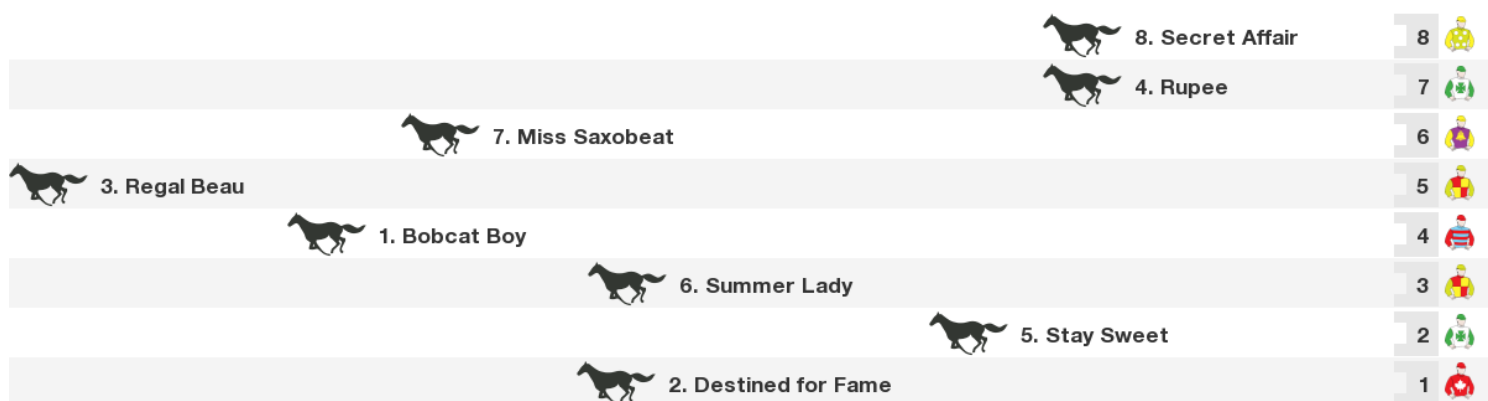 8. Secret Affair 8
4. Rupee 7
7. Miss Saxobeat 6
3. Regal Beau 5
1. Bobcat Boy 4
6. Summer Lady 3
5. Stay Sweet 2
2. Destined for Fame 1